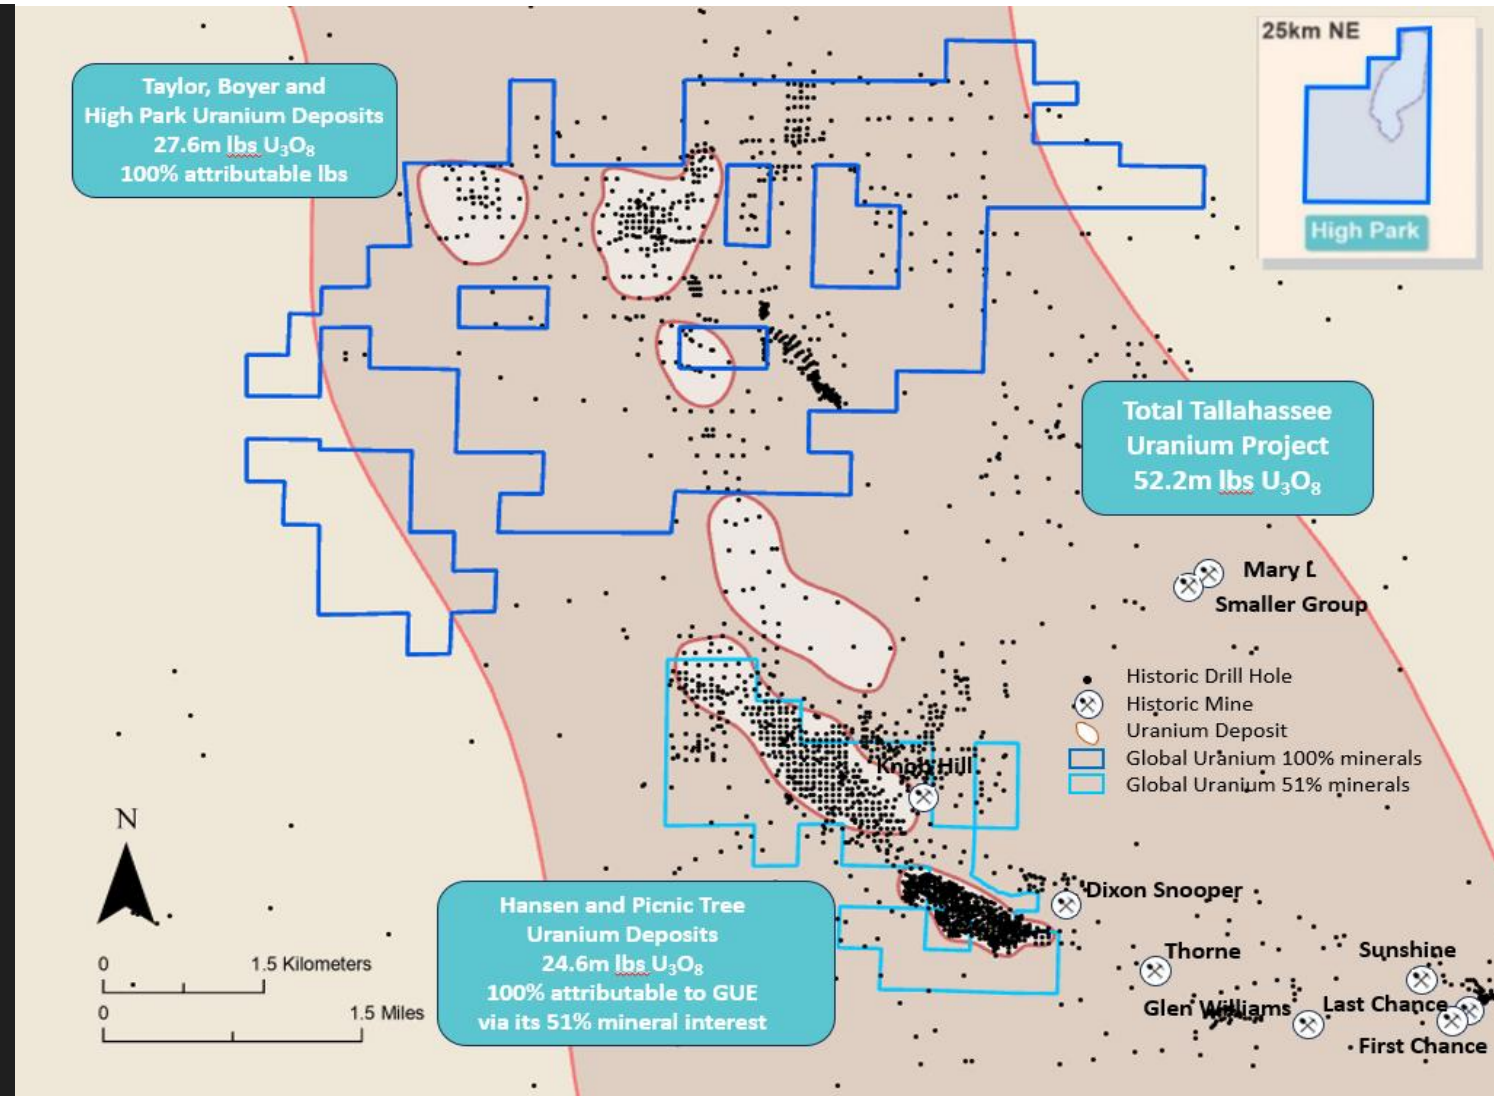 25km NE
High Park
Taylor, Boyer and
High Park Uranium Deposits
27.6m lbs U₃O₈
100% attributable lbs
Total Tallahassee
Uranium Project
52.2m lbs U₃O₈
Mary L
Smaller Group
Historic Drill Hole
Historic Mine
Uranium Deposit
Global Uranium 100% minerals
Global Uranium 51% minerals
Knob Hill
N
0 1.5 Kilometers
0 1.5 Miles
Hansen and Picnic Tree
Uranium Deposits
24.6m lbs U₃O₈
100% attributable to GUE
via its 51% mineral interest
Dixon Snooper
Thorne
Sunshine
Glen Williams
Last Chance
First Chance